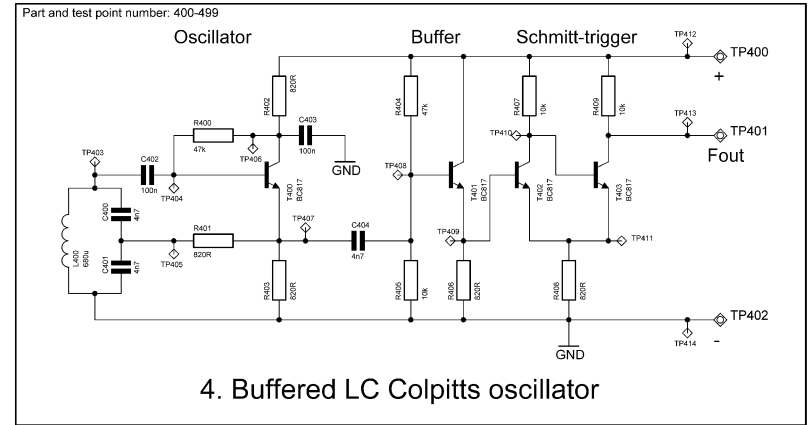 Part and test point number: 400-499
Oscillator
Buffer
Schmitt-trigger
TP412
TP400
+
R402
820R
R404
47k
R407
10k
R409
10k
R400
47k
C403
100n
TP406
GND
TP403
C402
100n
TP404
T400
BC817
TP408
T401
BC817
TP410
T402
BC817
T403
BC817
TP413
TP401
Fout
C400
4n7
L400
680u
C401
4n7
TP405
R401
820R
TP407
C404
4n7
TP409
TP411
R403
820R
R405
10k
R406
820R
R408
820R
TP402
-
TP414
GND
4. Buffered LC Colpitts oscillator